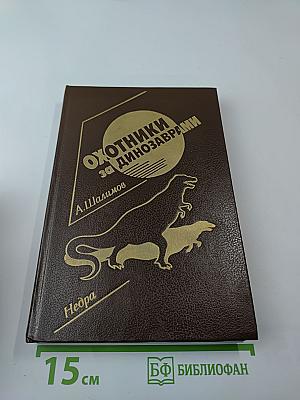 ОХОТНИКИ
за ДИНОЗАВРАМИ
А.Шалимов
Недра
15 см
БФ БИБЛИОФАН